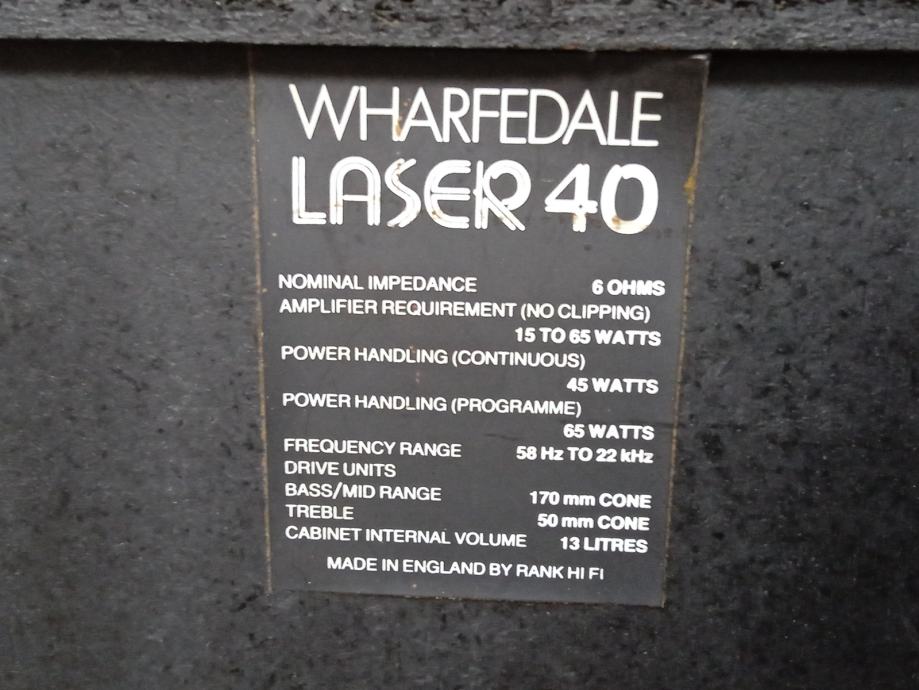 WHARFEDALE
LASER 40
NOMINAL IMPEDANCE 6 OHMS
AMPLIFIER REQUIREMENT (NO CLIPPING)
15 TO 65 WATTS
POWER HANDLING (CONTINUOUS)
45 WATTS
POWER HANDLING (PROGRAMME)
65 WATTS
FREQUENCY RANGE 58 Hz TO 22 kHz
DRIVE UNITS
BASS/MID RANGE 170 mm CONE
TREBLE 50 mm CONE
CABINET INTERNAL VOLUME 13 LITRES
MADE IN ENGLAND BY RANK HI FI